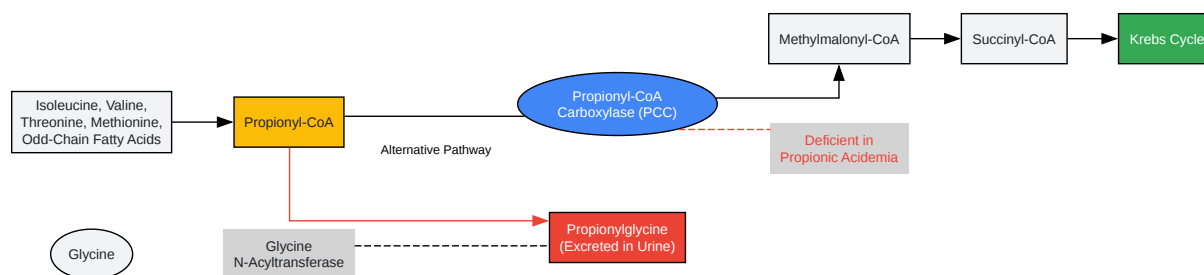 Isoleucine, Valine,
Threonine, Methionine,
Odd-Chain Fatty Acids
Propionyl-CoA
Alternative Pathway
Propionyl-CoA
Carboxylase (PCC)
Methylmalonyl-CoA
Succinyl-CoA
Krebs Cycle
Deficient in
Propionic Acidemia
Propionylglycine
(Excreted in Urine)
Glycine
N-Acyltransferase
Glycine